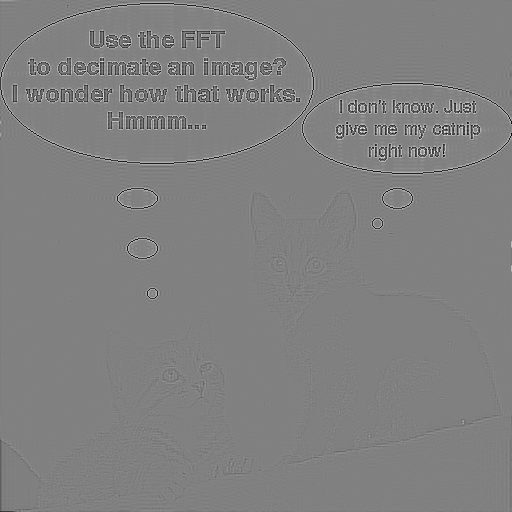 Use the FFT
to decimate an image?
I wonder how that works.
Hmmm...
I don't know. Just
give me my catnip
right now!